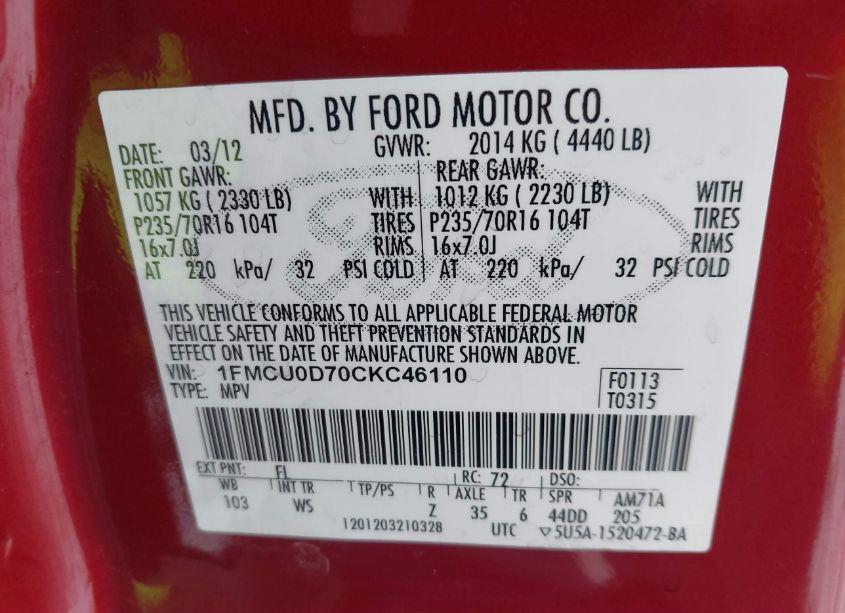 MFD. BY FORD MOTOR CO.
DATE: 03/12 GVWR: 2014 KG ( 4440 LB)
FRONT GAWR: REAR GAWR:
1057 KG ( 2330 LB) WITH 1012 KG ( 2230 LB) WITH
P235/70R16 104T TIRES P235/70R16 104T TIRES
16x7.0J RIMS 16x7.0J RIMS
AT 220 kPa/ 32 PSI COLD AT 220 kPa/ 32 PSI COLD
Ford
THIS VEHICLE CONFORMS TO ALL APPLICABLE FEDERAL MOTOR
VEHICLE SAFETY AND THEFT PREVENTION STANDARDS IN
EFFECT ON THE DATE OF MANUFACTURE SHOWN ABOVE.
VIN: 1FMCU0D70CKC46110 F0113
TYPE: MPV T0315
EXT PNT: FI RC: 72 DSO:
WB INT TR TP/PS R AXLE TR SPR AM71A
103 WS Z 35 6 44DD 205
1201203210328 UTC ▽5U5A-1520472-BA